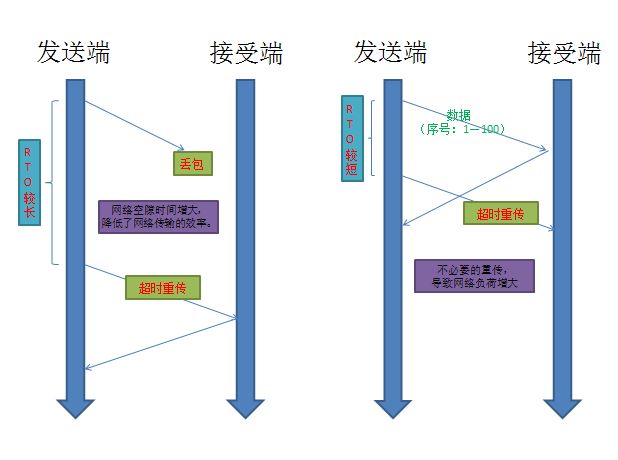 发送端
接受端
RTO较长
丢包
网络空隙时间增大,
降低了网络传输的效率。
超时重传
发送端
接受端
RTO较短
数据
（序号：1—100）
超时重传
不必要的重传，
导致网络负荷增大